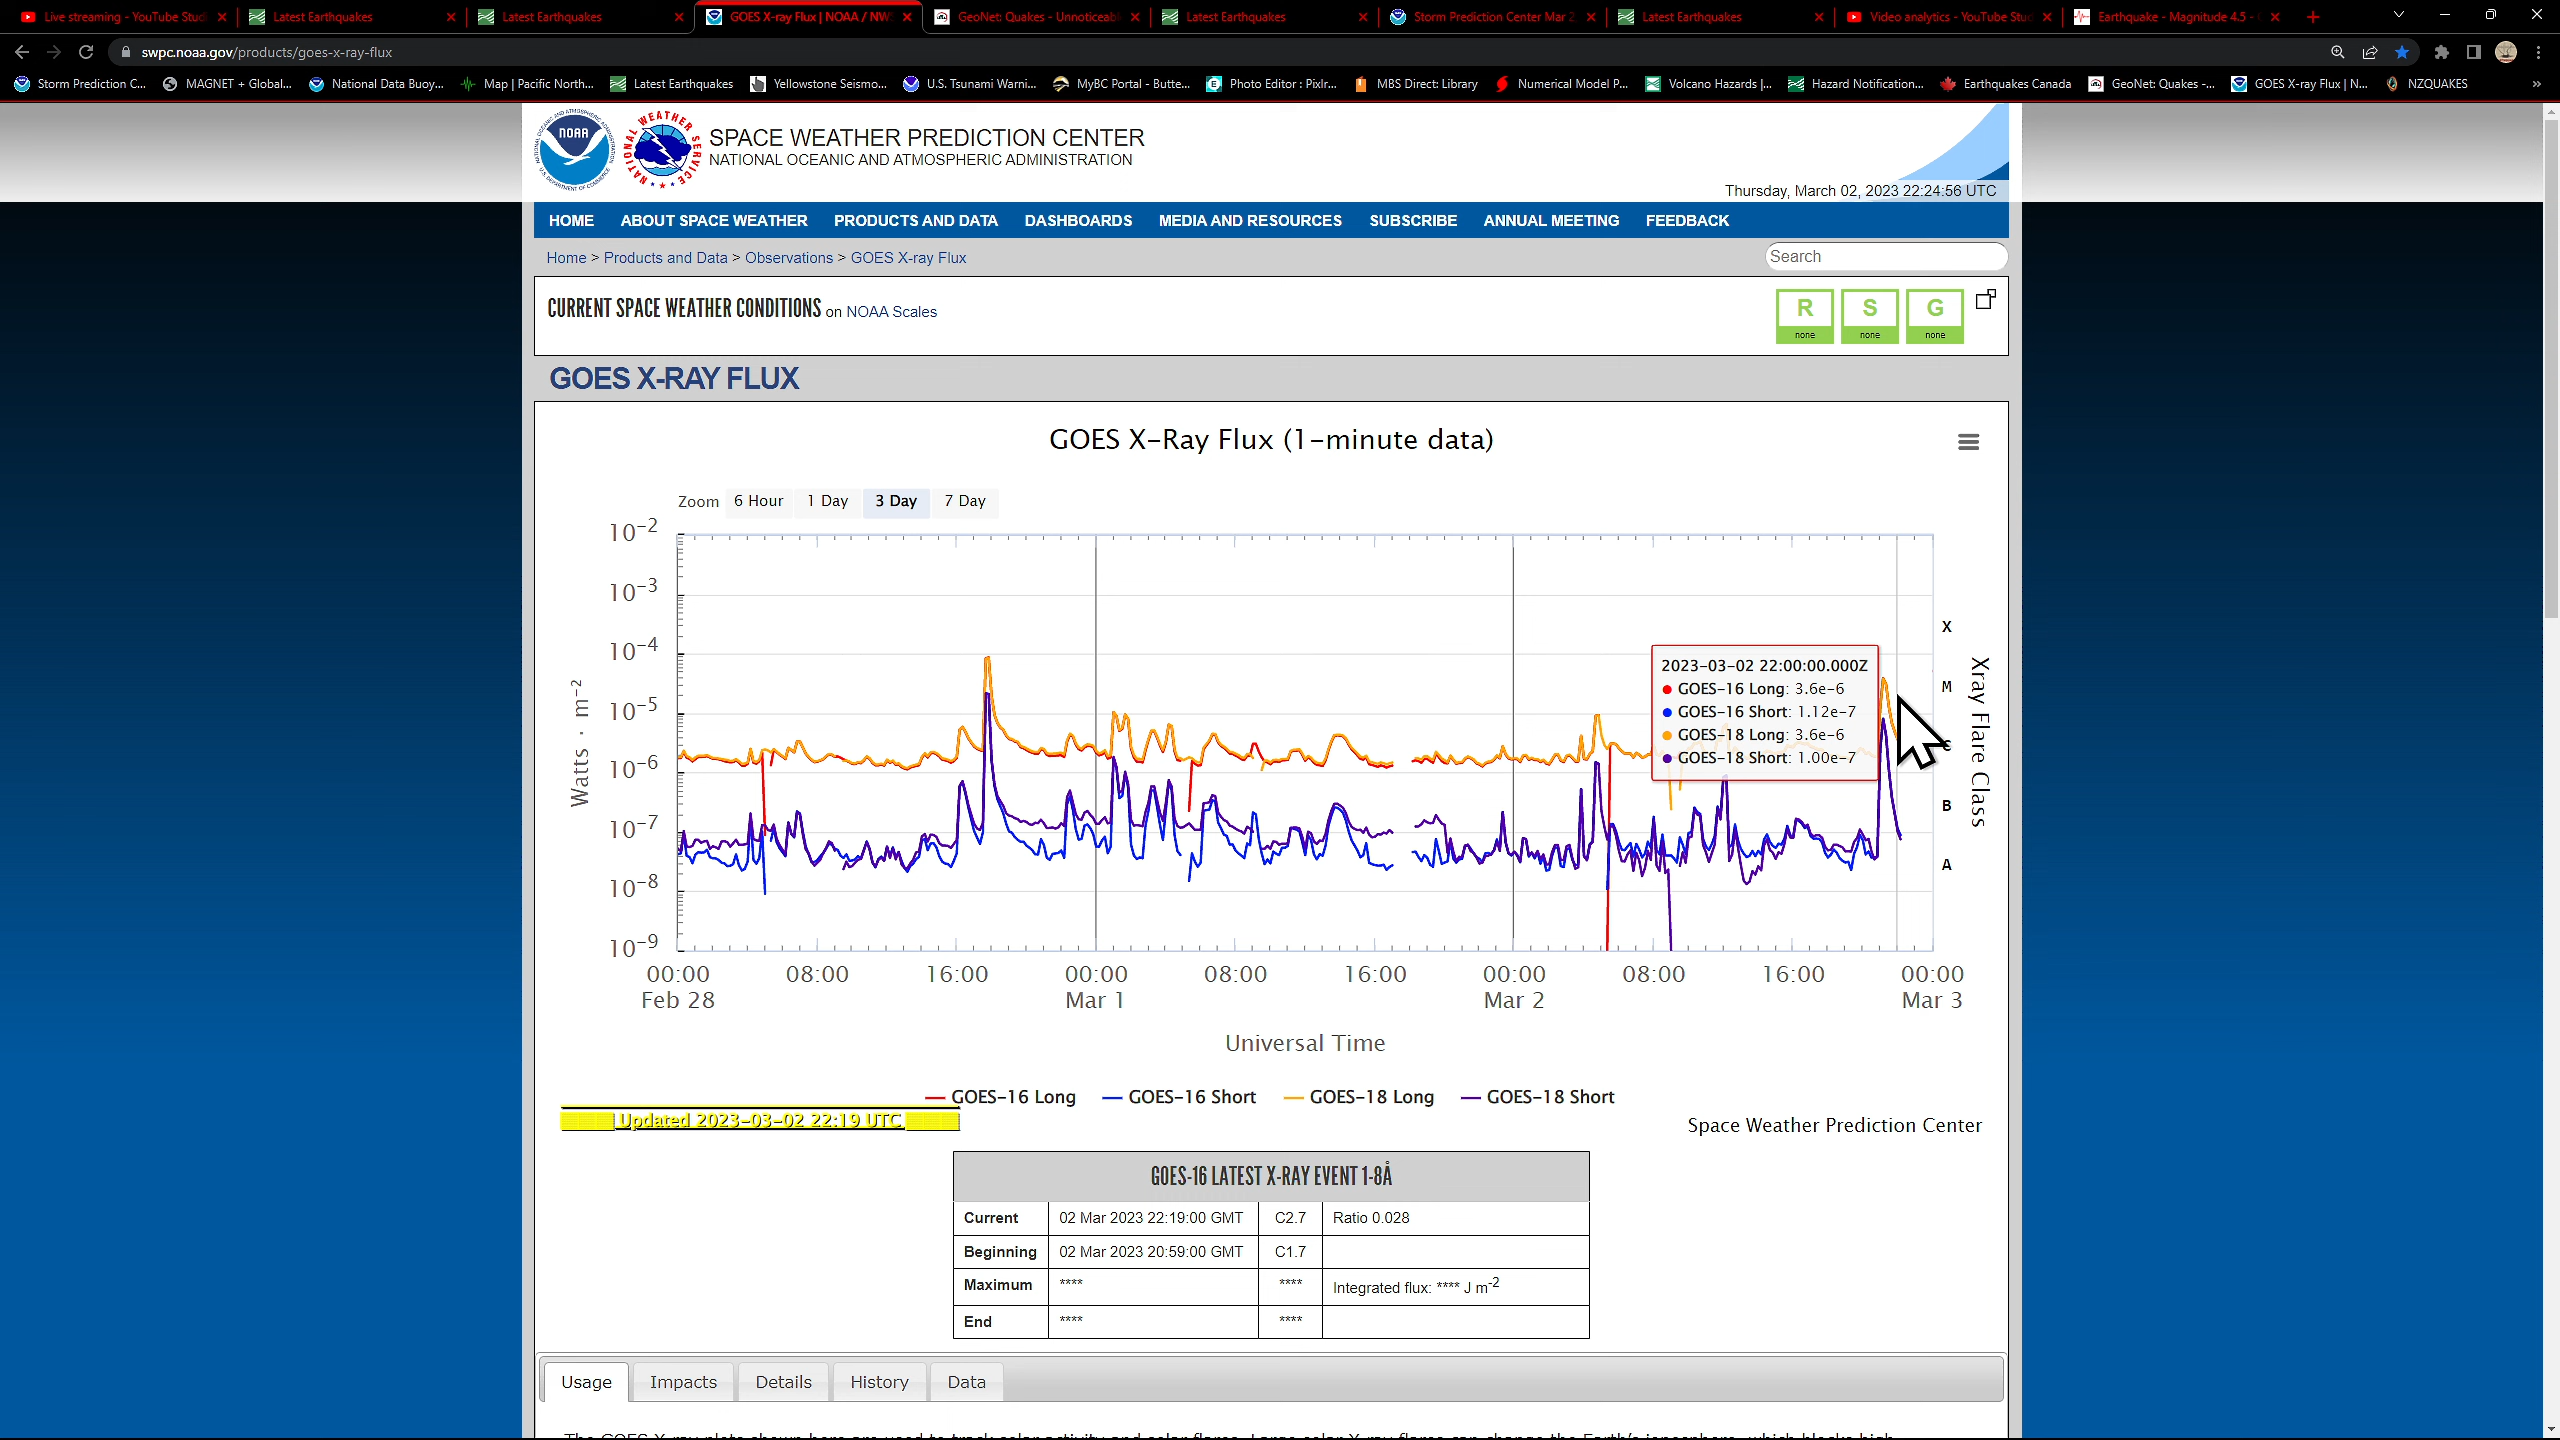 Live streaming - YouTube Stud
Latest Earthquakes
Latest Earthquakes
GOES X-ray Flux | NOAA / NW
GeoNet: Quakes - Unnoticeab
Latest Earthquakes
Storm Prediction Center Mar 2
Latest Earthquakes
Video analytics - YouTube Stud
Earthquake - Magnitude 4.5 -
swpc.noaa.gov/products/goes-x-ray-flux
Storm Prediction C...
MAGNET + Global...
National Data Buoy...
Map | Pacific North...
Latest Earthquakes
Yellowstone Seismo...
U.S. Tsunami Warni...
MyBC Portal - Butte...
Photo Editor : Pixlr...
MBS Direct: Library
Numerical Model P...
Volcano Hazards |...
Hazard Notification...
Earthquakes Canada
GeoNet: Quakes -...
GOES X-ray Flux | N...
NZQUAKES
»
NOAA
NATIONAL WEATHER SERVICE
SPACE WEATHER PREDICTION CENTER
NATIONAL OCEANIC AND ATMOSPHERIC ADMINISTRATION
Thursday, March 02, 2023 22:24:56 UTC
HOME ABOUT SPACE WEATHER PRODUCTS AND DATA DASHBOARDS MEDIA AND RESOURCES SUBSCRIBE ANNUAL MEETING FEEDBACK
Home > Products and Data > Observations > GOES X-ray Flux
Search
CURRENT SPACE WEATHER CONDITIONS on NOAA Scales
R S G
none none none
GOES X-RAY FLUX
GOES X-Ray Flux (1-minute data)
Zoom 6 Hour 1 Day 3 Day 7 Day
10-2
10-3
10-4
10-5
10-6
10-7
10-8
10-9
Watts · m-2
2023-03-02 22:00:00.000Z
GOES-16 Long: 3.6e-6
GOES-16 Short: 1.12e-7
GOES-18 Long: 3.6e-6
GOES-18 Short: 1.00e-7
X
M
C
B
A
Xray Flare Class
00:00 08:00 16:00 00:00 08:00 16:00 00:00 08:00 16:00 00:00
Feb 28 Mar 1 Mar 2 Mar 3
Universal Time
GOES-16 Long GOES-16 Short GOES-18 Long GOES-18 Short
Updated 2023-03-02 22:19 UTC
Space Weather Prediction Center
GOES-16 LATEST X-RAY EVENT 1-8Å
Current 02 Mar 2023 22:19:00 GMT C2.7 Ratio 0.028
Beginning 02 Mar 2023 20:59:00 GMT C1.7
Maximum **** **** Integrated flux: **** J m-2
End **** ****
Usage Impacts Details History Data